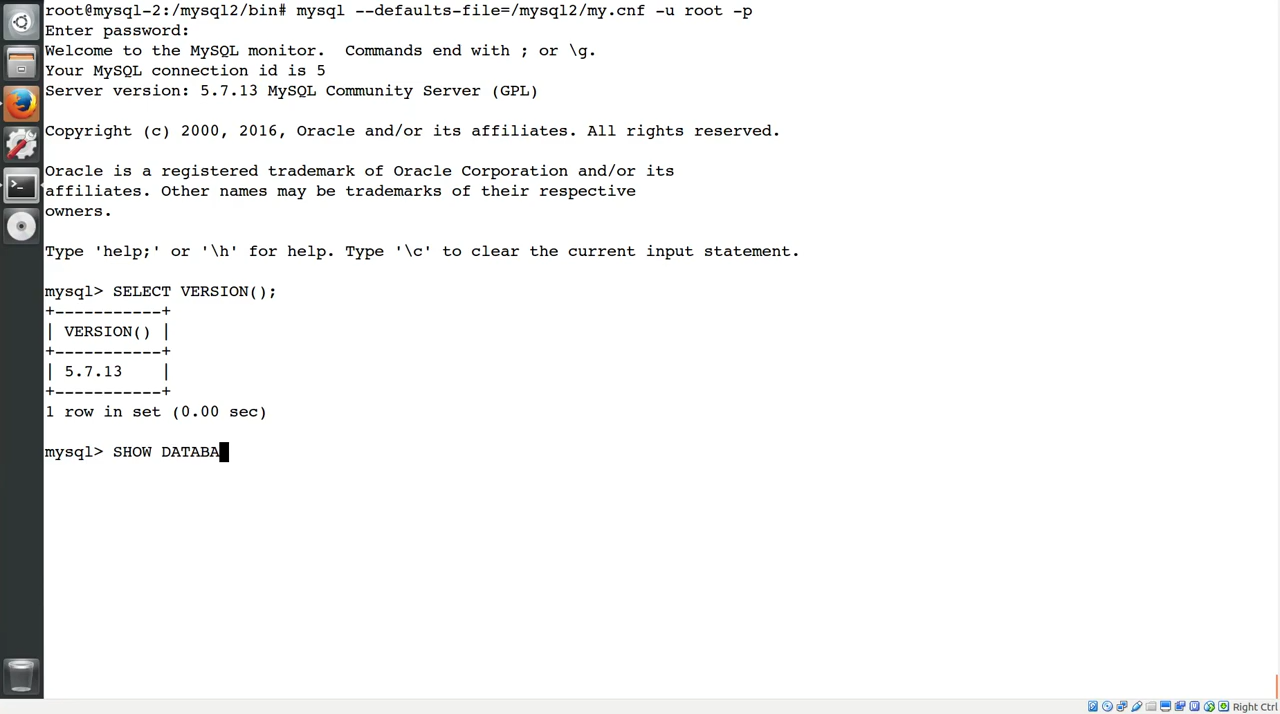 root@mysql-2:/mysql2/bin# mysql --defaults-file=/mysql2/my.cnf -u root -p
Enter password:
Welcome to the MySQL monitor.  Commands end with ; or \g.
Your MySQL connection id is 5
Server version: 5.7.13 MySQL Community Server (GPL)

Copyright (c) 2000, 2016, Oracle and/or its affiliates. All rights reserved.

Oracle is a registered trademark of Oracle Corporation and/or its
affiliates. Other names may be trademarks of their respective
owners.

Type 'help;' or '\h' for help. Type '\c' to clear the current input statement.

mysql> SELECT VERSION();
+-----------+
| VERSION() |
+-----------+
| 5.7.13    |
+-----------+
1 row in set (0.00 sec)

mysql> SHOW DATABA
Right Ctrl